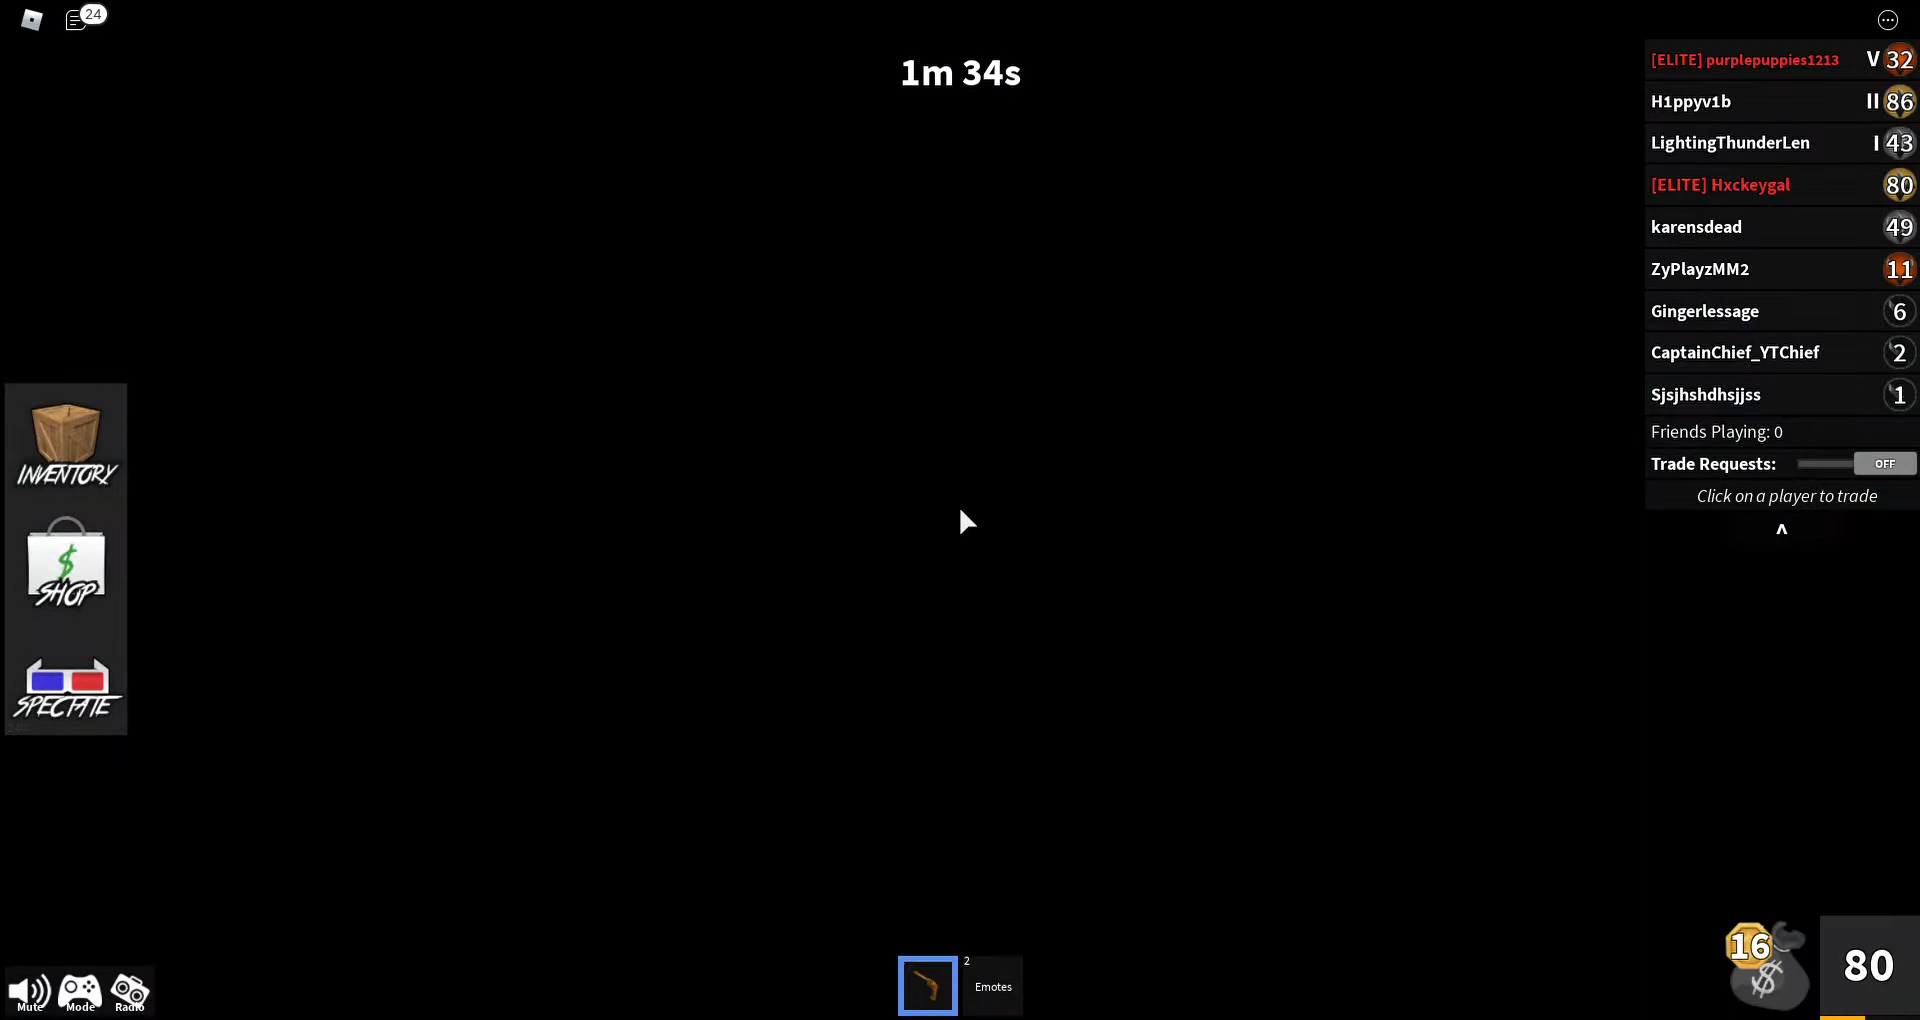 24
1m 34s
[ELITE] purplepuppies1213 V 32
H1ppyv1b II 86
LightingThunderLen I 43
[ELITE] Hxckeygal 80
karensdead 49
ZyPlayzMM2 11
Gingerlessage 6
CaptainChief_YTChief 2
Sjsjhshdhsjjss 1
Friends Playing: 0
Trade Requests: OFF
Click on a player to trade
^
INVENTORY
$
SHOP
SPECTATE
Mute Mode Radio
2
Emotes
16
$
80